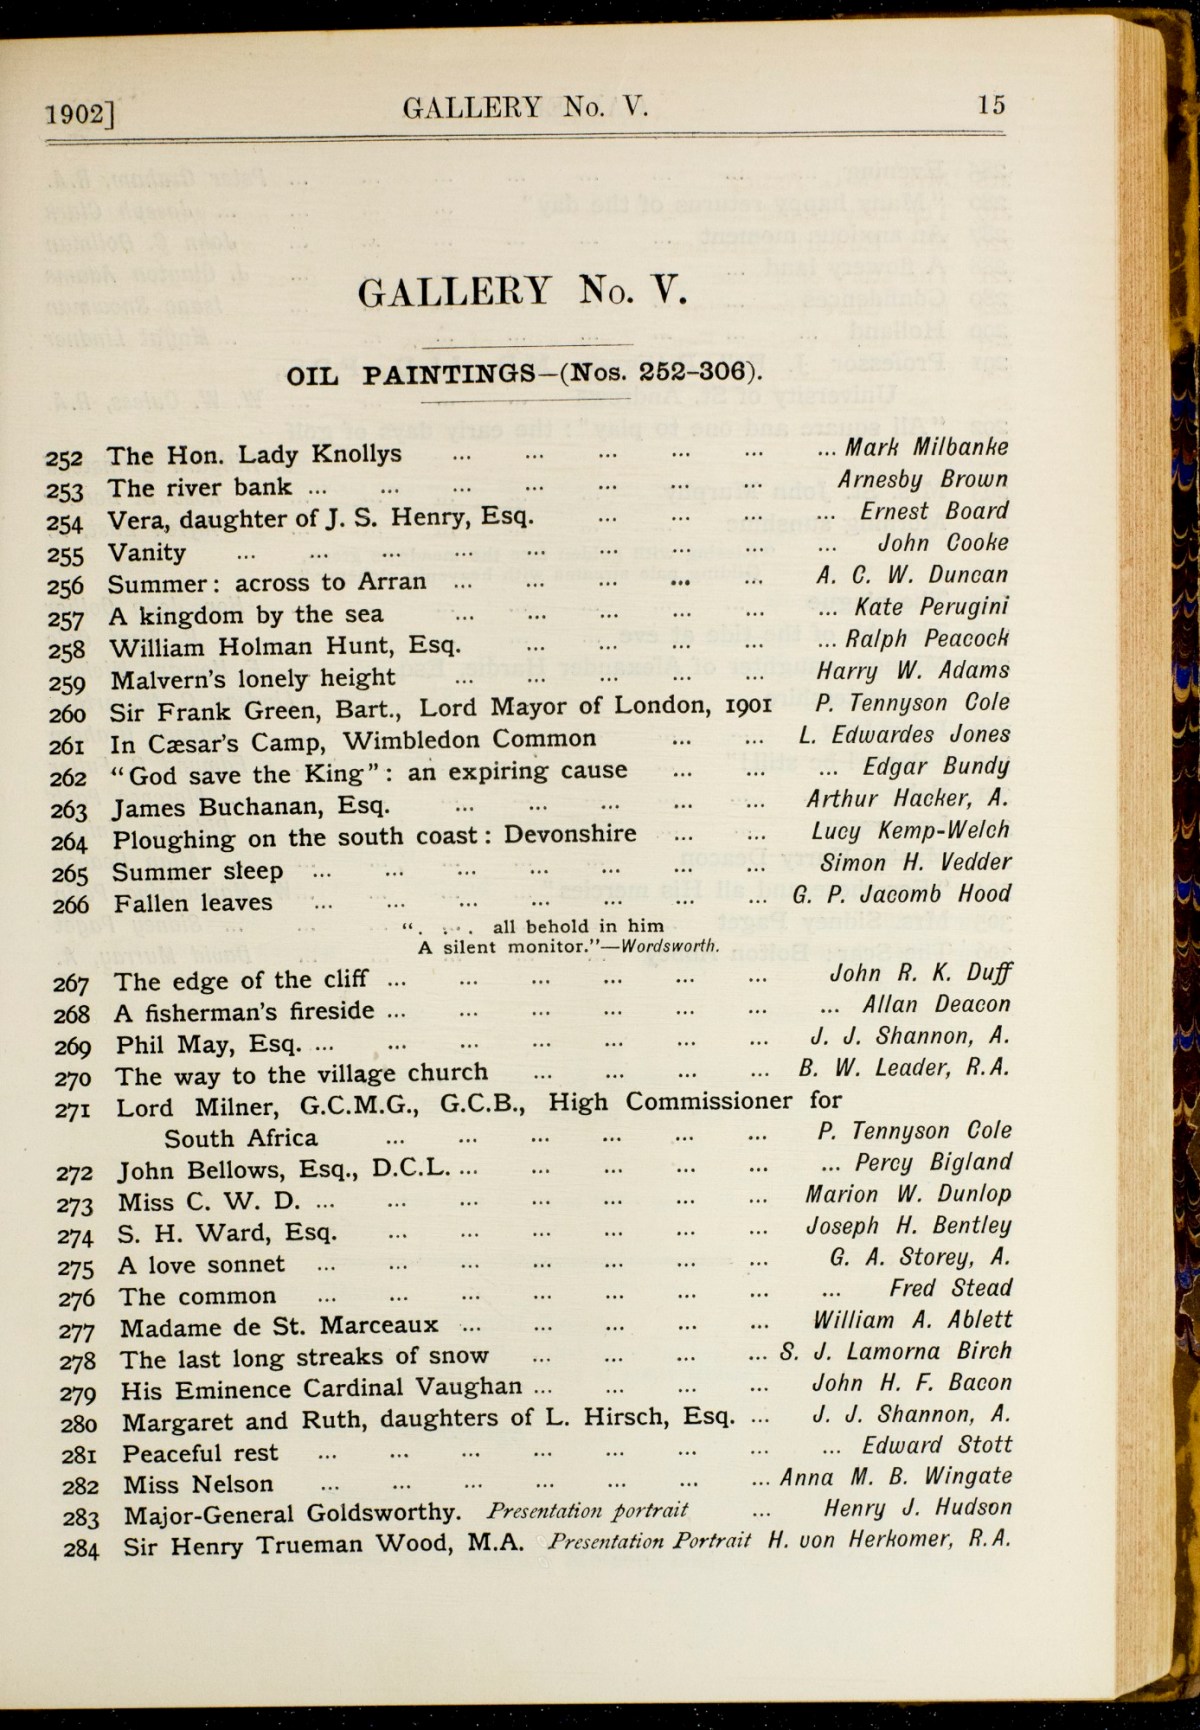 1902] GALLERY No. V. 15
GALLERY No. V.
OIL PAINTINGS—(Nos. 252-306).
252 The Hon. Lady Knollys ... ... ... ... ... ... Mark Milbanke
253 The river bank ... ... ... ... ... ... ... Arnesby Brown
254 Vera, daughter of J. S. Henry, Esq. ... ... ... ... Ernest Board
255 Vanity ... ... ... ... ... ... ... ... ... John Cooke
256 Summer: across to Arran ... ... ... ... ... A. C. W. Duncan
257 A kingdom by the sea ... ... ... ... ... ... Kate Perugini
258 William Holman Hunt, Esq. ... ... ... ... ... Ralph Peacock
259 Malvern's lonely height ... ... ... ... ... Harry W. Adams
260 Sir Frank Green, Bart., Lord Mayor of London, 1901 P. Tennyson Cole
261 In Cæsar's Camp, Wimbledon Common ... ... L. Edwardes Jones
262 "God save the King": an expiring cause ... ... ... Edgar Bundy
263 James Buchanan, Esq. ... ... ... ... ... Arthur Hacker, A.
264 Ploughing on the south coast: Devonshire ... ... Lucy Kemp-Welch
265 Summer sleep ... ... ... ... ... ... ... Simon H. Vedder
266 Fallen leaves ... ... ... ... ... ... ... G. P. Jacomb Hood
". . . . all behold in him
A silent monitor."—Wordsworth.
267 The edge of the cliff ... ... ... ... ... ... John R. K. Duff
268 A fisherman's fireside ... ... ... ... ... ... ... Allan Deacon
269 Phil May, Esq. ... ... ... ... ... ... ... J. J. Shannon, A.
270 The way to the village church ... ... ... ... B. W. Leader, R.A.
271 Lord Milner, G.C.M.G., G.C.B., High Commissioner for
South Africa ... ... ... ... ... ... P. Tennyson Cole
272 John Bellows, Esq., D.C.L. ... ... ... ... ... ... Percy Bigland
273 Miss C. W. D. ... ... ... ... ... ... ... Marion W. Dunlop
274 S. H. Ward, Esq. ... ... ... ... ... ... Joseph H. Bentley
275 A love sonnet ... ... ... ... ... ... ... G. A. Storey, A.
276 The common ... ... ... ... ... ... ... ... Fred Stead
277 Madame de St. Marceaux ... ... ... ... ... William A. Ablett
278 The last long streaks of snow ... ... ... ... S. J. Lamorna Birch
279 His Eminence Cardinal Vaughan ... ... ... ... John H. F. Bacon
280 Margaret and Ruth, daughters of L. Hirsch, Esq. ... J. J. Shannon, A.
281 Peaceful rest ... ... ... ... ... ... ... ... Edward Stott
282 Miss Nelson ... ... ... ... ... ... ... Anna M. B. Wingate
283 Major-General Goldsworthy. Presentation portrait ... Henry J. Hudson
284 Sir Henry Trueman Wood, M.A. Presentation Portrait H. von Herkomer, R.A.